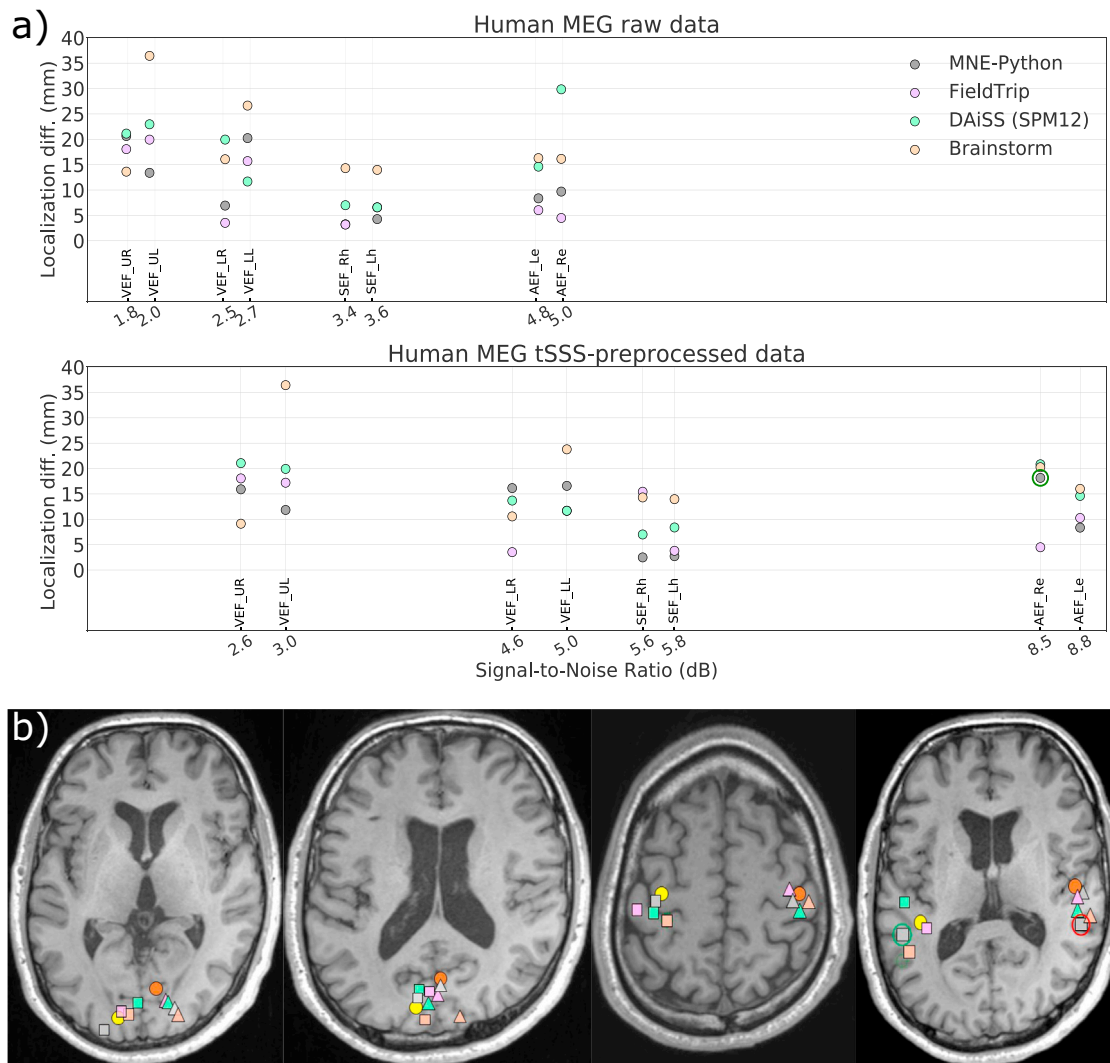 a)
Human MEG raw data
40
35
30
25
20
15
10
5
0
Localization diff. (mm)
MNE-Python
FieldTrip
DAiSS (SPM12)
Brainstorm
VEF_UR
VEF_UL
VEF_LR
VEF_LL
SEF_Rh
SEF_Lh
AEF_Le
AEF_Re
1.8
2.0
2.5
2.7
3.4
3.6
4.8
5.0
Human MEG tSSS-preprocessed data
40
35
30
25
20
15
10
5
0
Localization diff. (mm)
VEF_UR
VEF_UL
VEF_LR
VEF_LL
SEF_Rh
SEF_Lh
AEF_Re
AEF_Le
2.6
3.0
4.6
5.0
5.6
5.8
8.5
8.8
Signal-to-Noise Ratio (dB)
b)